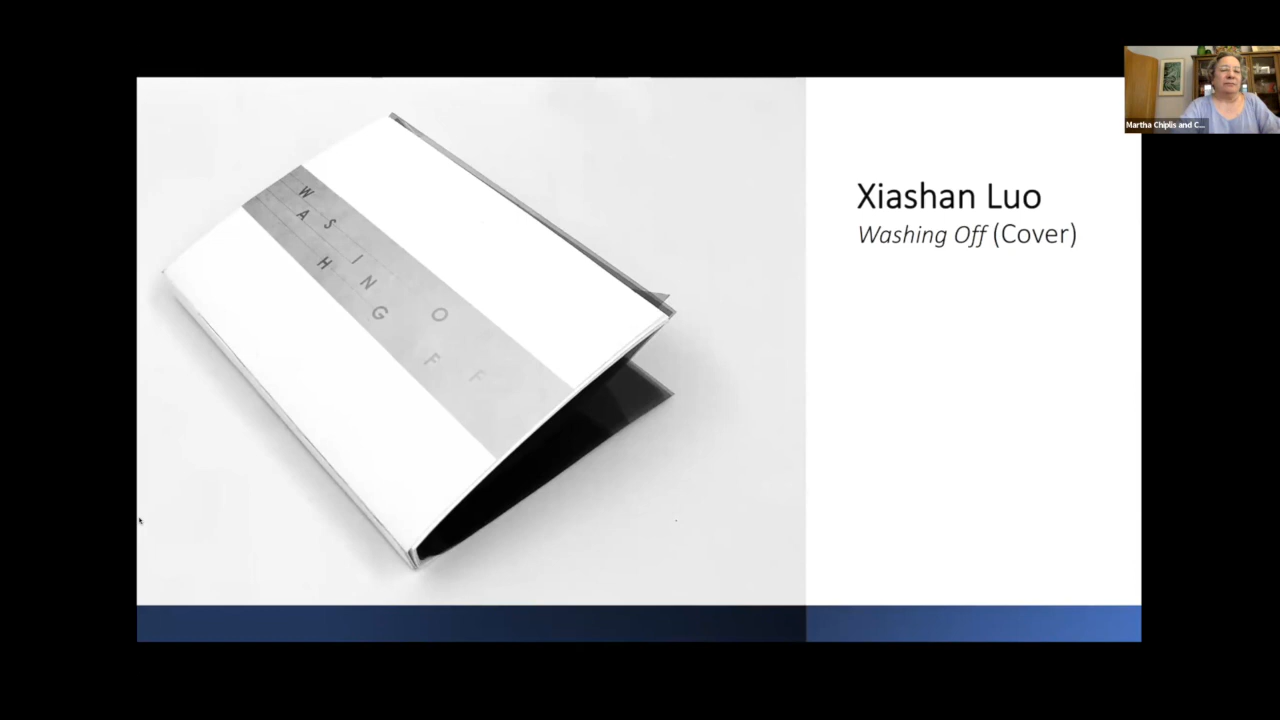 Xiashan Luo
Washing Off (Cover)
WASHING
OFF
Martha Chiplis and C...